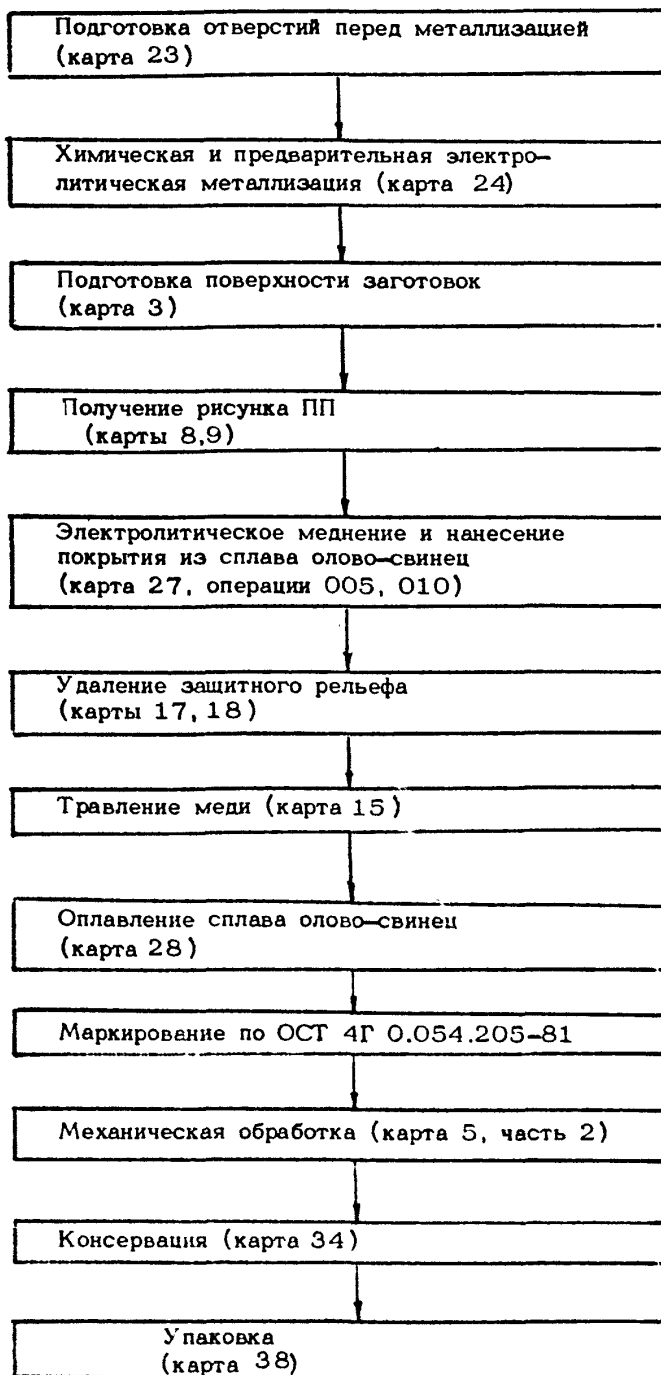 Подготовка отверстий перед металлизацией
(карта 23)
Химическая и предварительная электро-
литическая металлизация (карта 24)
Подготовка поверхности заготовок
(карта 3)
Получение рисунка ПП
(карты 8,9)
Электролитическое меднение и нанесение
покрытия из сплава олово-свинец
(карта 27, операции 005, 010)
Удаление защитного рельефа
(карты 17, 18)
Травление меди (карта 15)
Оплавление сплава олово-свинец
(карта 28)
Маркирование по ОСТ 4Г 0.054.205-81
Механическая обработка (карта 5, часть 2)
Консервация (карта 34)
Упаковка
(карта 38)